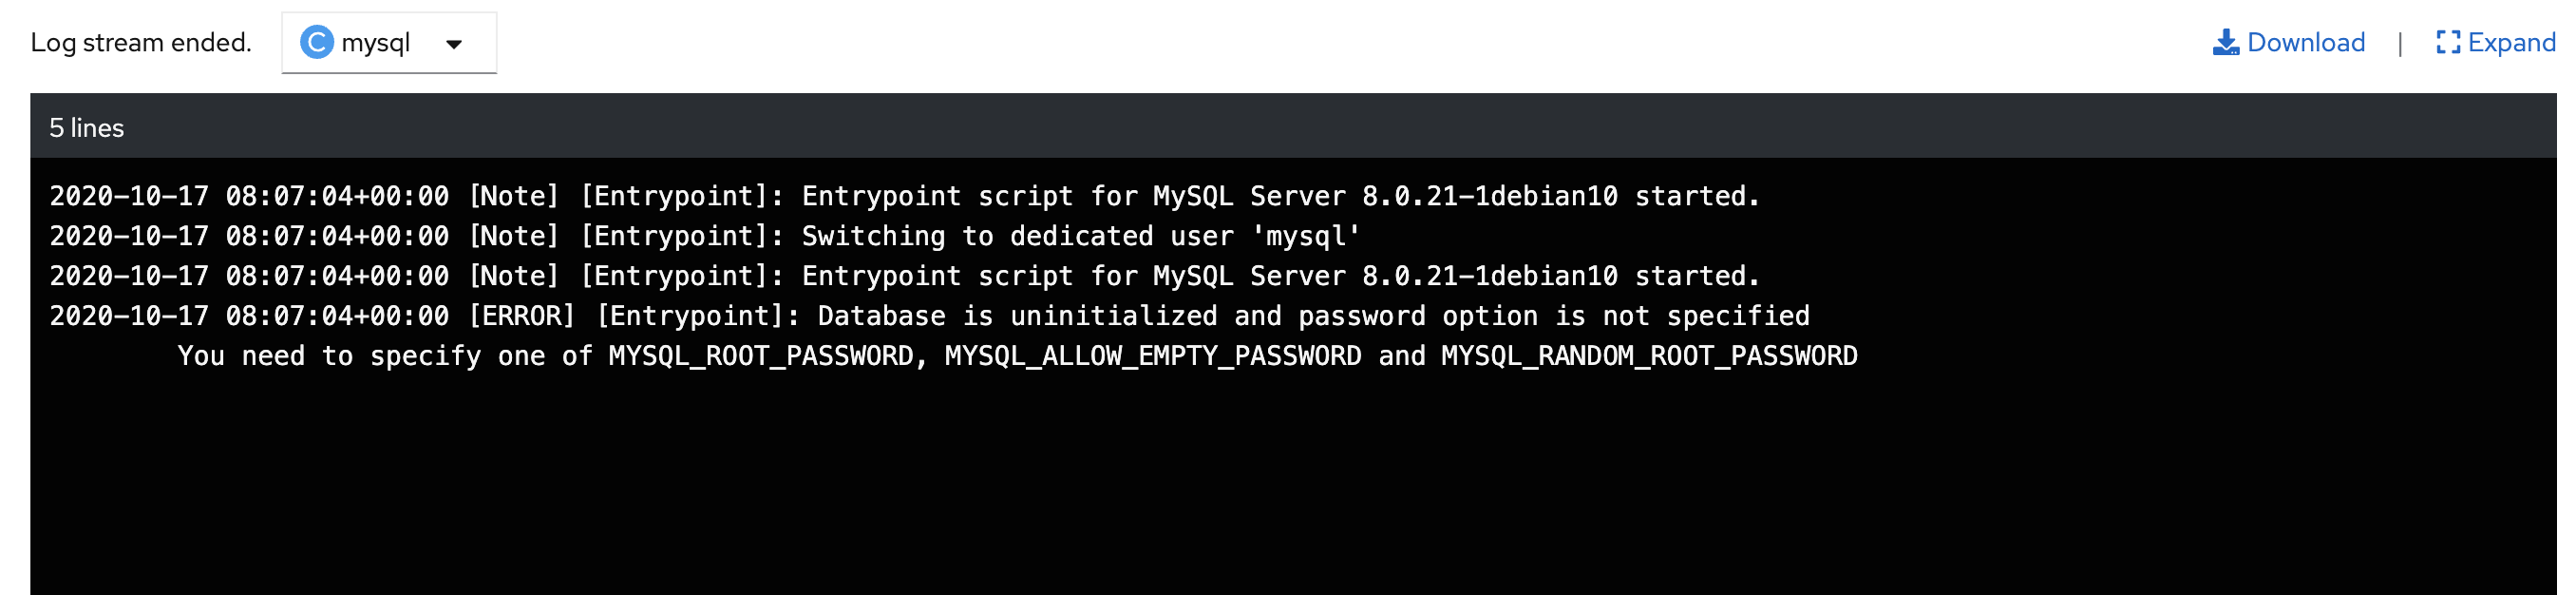 Log stream ended. C mysql Download | Expand
5 lines
2020-10-17 08:07:04+00:00 [Note] [Entrypoint]: Entrypoint script for MySQL Server 8.0.21-1debian10 started.
2020-10-17 08:07:04+00:00 [Note] [Entrypoint]: Switching to dedicated user 'mysql'
2020-10-17 08:07:04+00:00 [Note] [Entrypoint]: Entrypoint script for MySQL Server 8.0.21-1debian10 started.
2020-10-17 08:07:04+00:00 [ERROR] [Entrypoint]: Database is uninitialized and password option is not specified
You need to specify one of MYSQL_ROOT_PASSWORD, MYSQL_ALLOW_EMPTY_PASSWORD and MYSQL_RANDOM_ROOT_PASSWORD